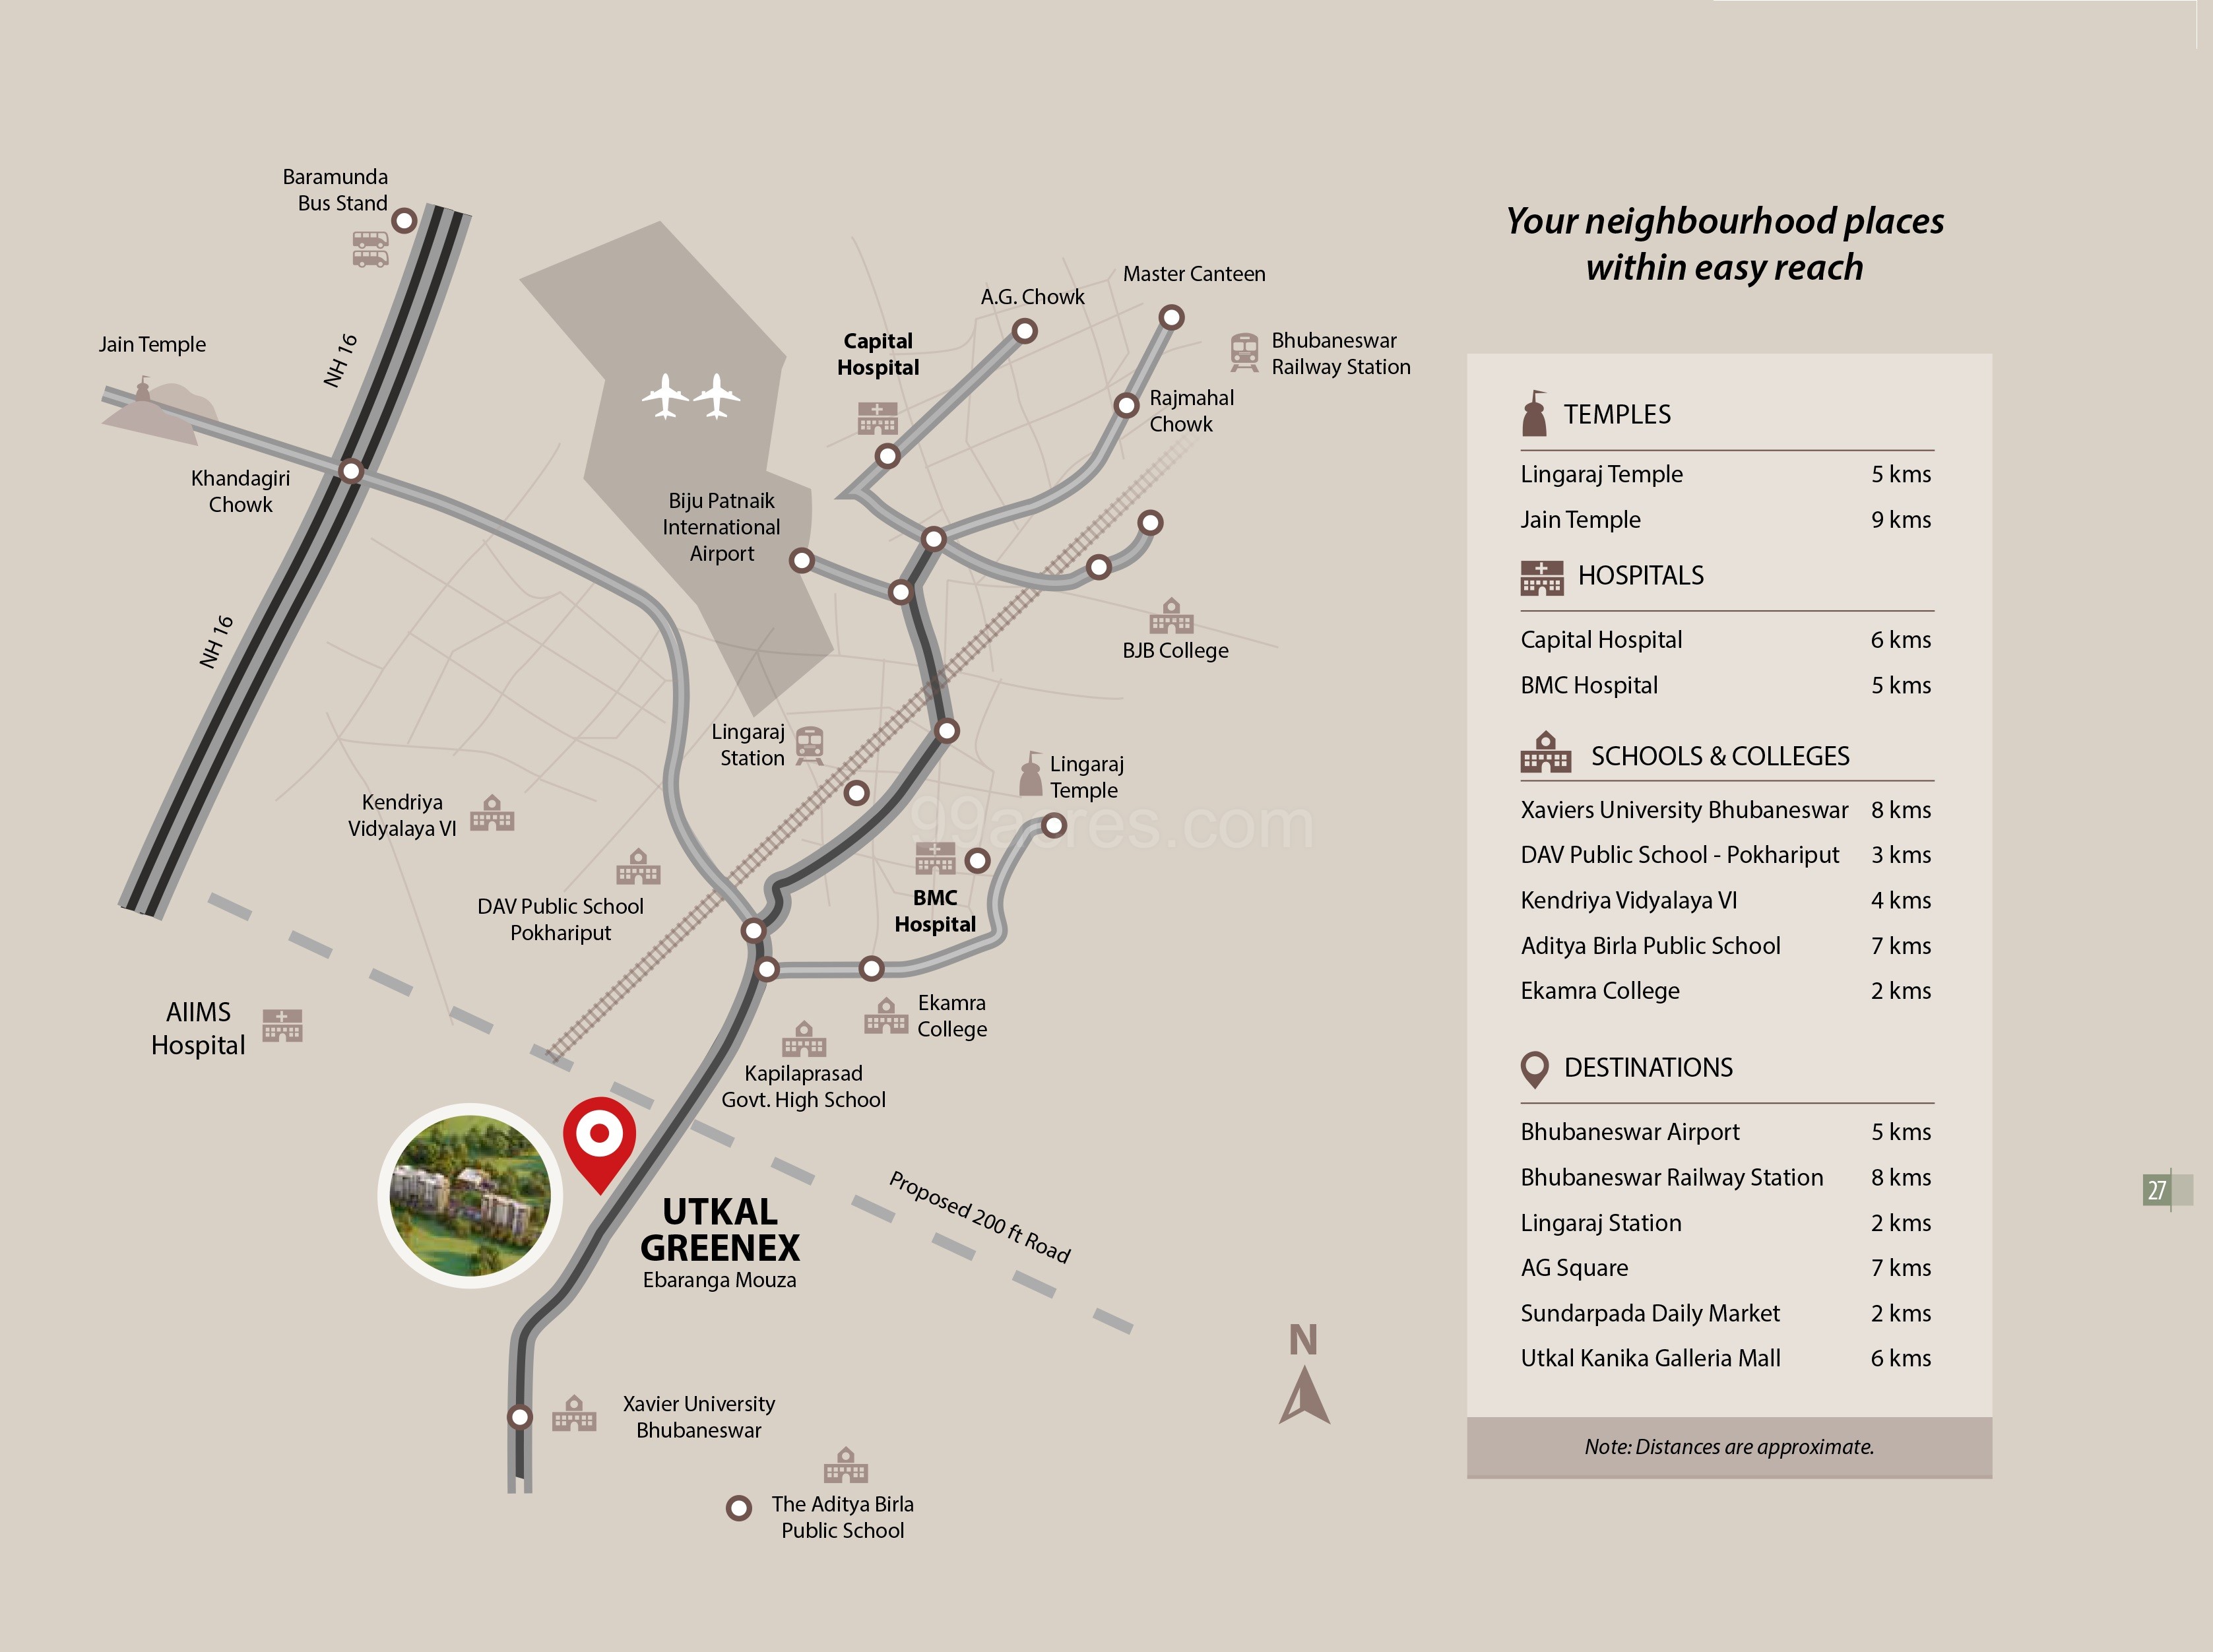 Baramunda
Bus Stand
Jain Temple
NH 16
Khandagiri
Chowk
NH 16
Biju Patnaik
International
Airport
Capital
Hospital
A.G. Chowk
Master Canteen
Bhubaneswar
Railway Station
Rajmahal
Chowk
BJB College
Lingaraj
Station
Lingaraj
Temple
99acres.com
Kendriya
Vidyalaya VI
DAV Public School
Pokhariput
BMC
Hospital
AIIMS
Hospital
Ekamra
College
Kapilaprasad
Govt. High School
UTKAL
GREENEX
Ebaranga Mouza
Proposed 200 ft Road
N
Xavier University
Bhubaneswar
The Aditya Birla
Public School
Your neighbourhood places
within easy reach
TEMPLES
Lingaraj Temple 5 kms
Jain Temple 9 kms
HOSPITALS
Capital Hospital 6 kms
BMC Hospital 5 kms
SCHOOLS & COLLEGES
Xaviers University Bhubaneswar 8 kms
DAV Public School - Pokhariput 3 kms
Kendriya Vidyalaya VI 4 kms
Aditya Birla Public School 7 kms
Ekamra College 2 kms
DESTINATIONS
Bhubaneswar Airport 5 kms
Bhubaneswar Railway Station 8 kms
Lingaraj Station 2 kms
AG Square 7 kms
Sundarpada Daily Market 2 kms
Utkal Kanika Galleria Mall 6 kms
Note: Distances are approximate.
27